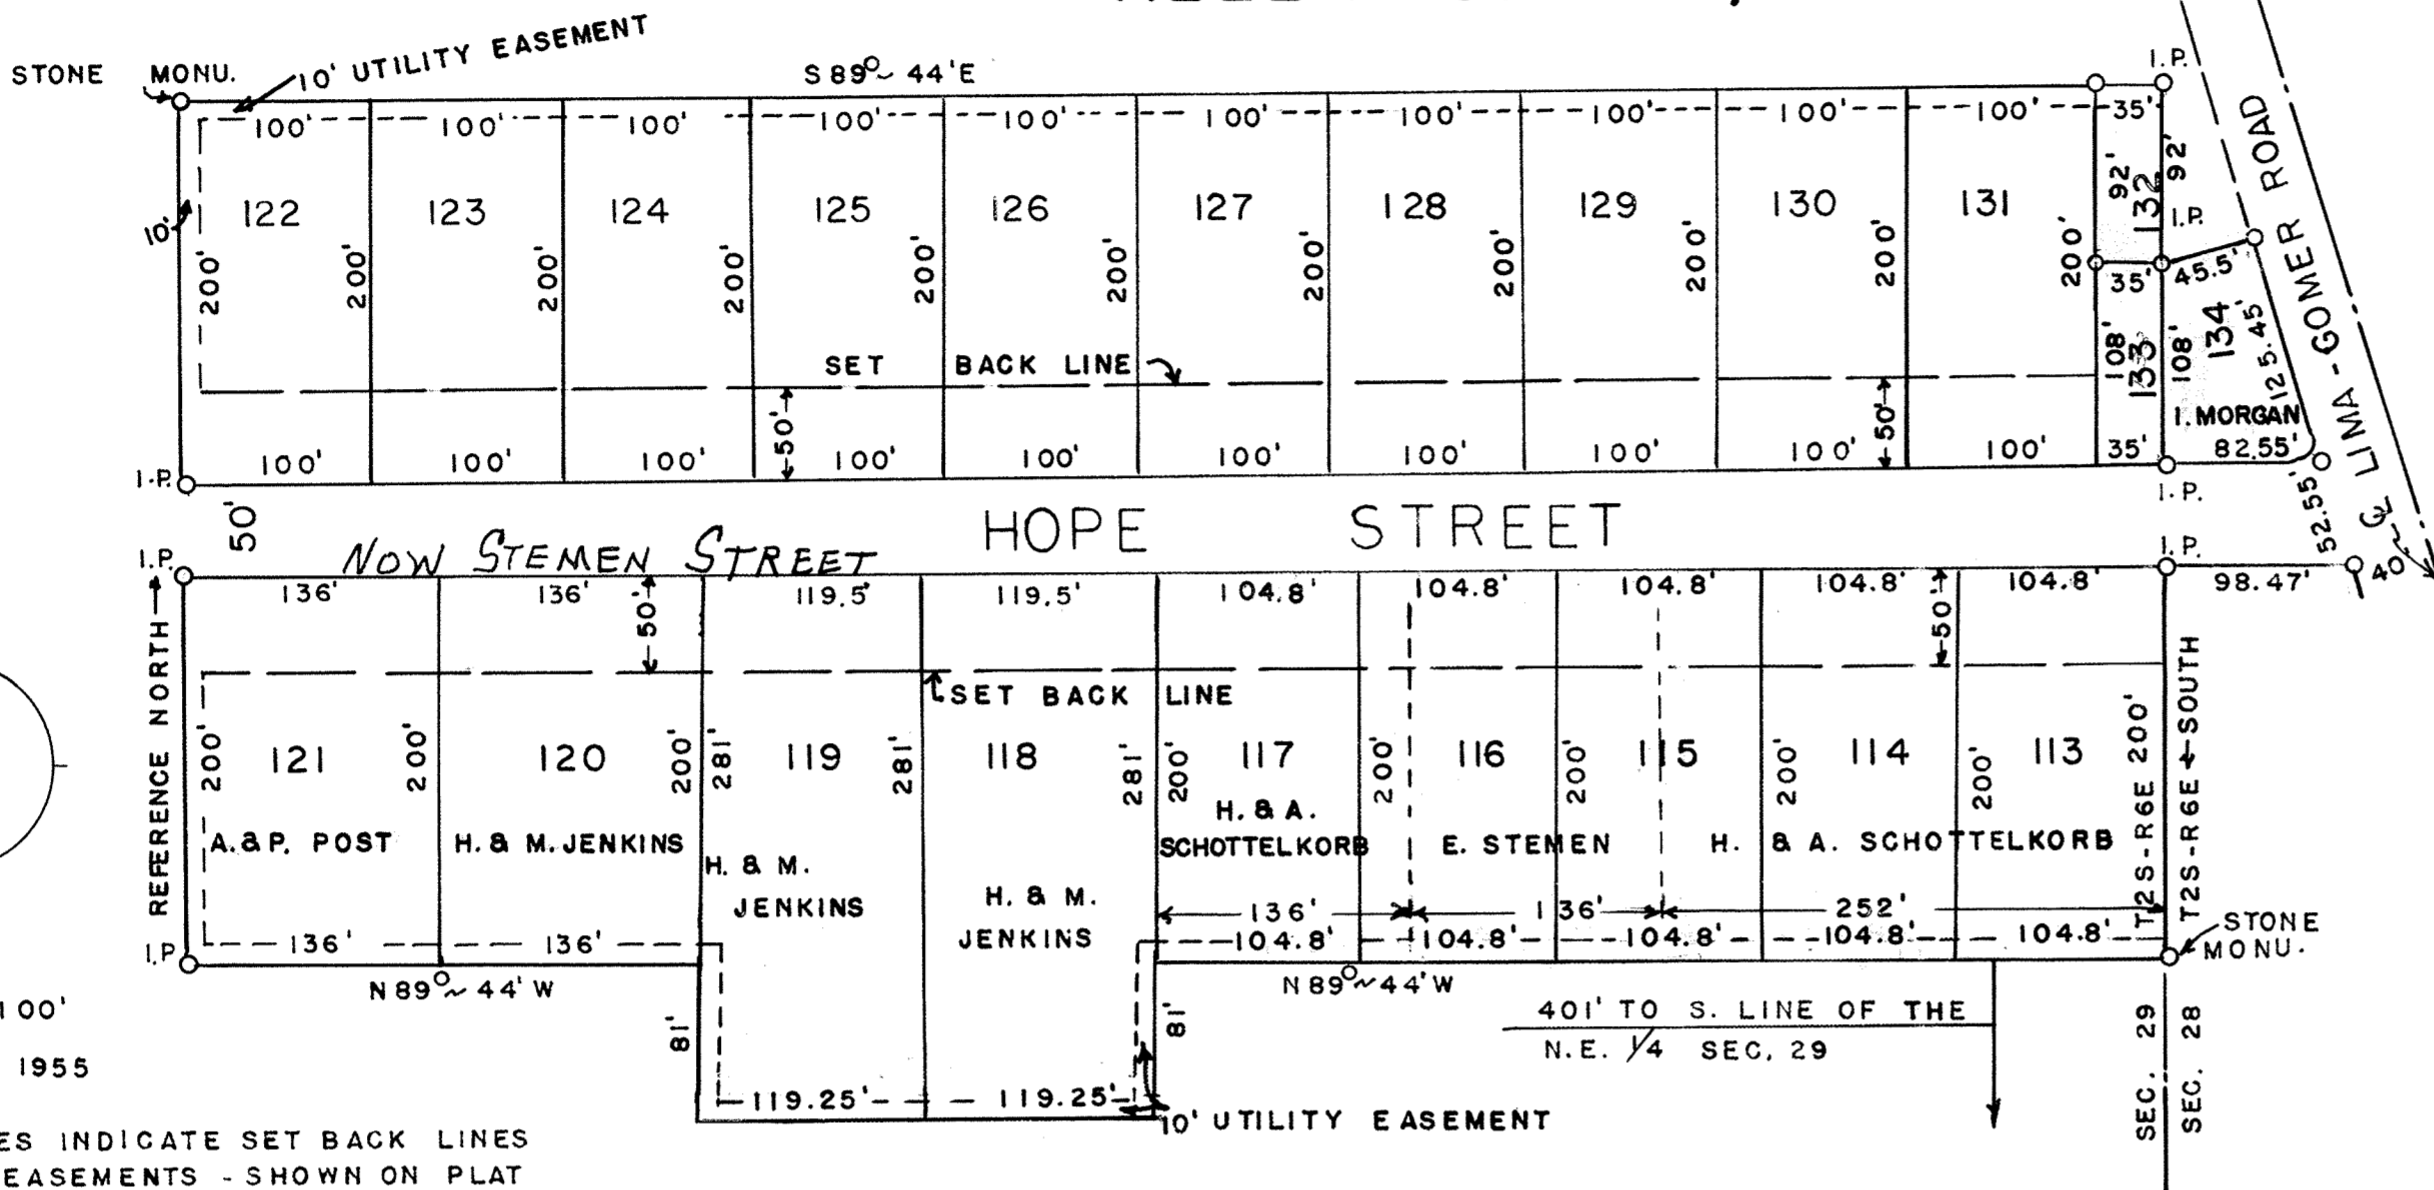 10' UTILITY EASEMENT
STONE MONU.
S 89° 44' E
I.P.
100' 100' 100' 100' 100' 100' 100' 100' 100' 100' 35'
10'
122 123 124 125 126 127 128 129 130 131 132
92' 92'
I.P.
200' 200' 200' 200' 200' 200' 200' 200' 200' 200' 200'
35' 45.5'
LIMA - GOMER ROAD
108' 133 108' 134 125.45'
SET BACK LINE
50' 50'
I. MORGAN
100' 100' 100' 100' 100' 100' 100' 100' 100' 100' 35' 82.55'
I.P.
I.P.
50'
HOPE STREET
52.55'
℄
NOW STEMEN STREET
I.P.
I.P.
40'
136' 136' 119.5' 119.5' 104.8' 104.8' 104.8' 104.8' 104.8' 98.47'
50' 50'
REFERENCE NORTH
SET BACK LINE
200' 200' 200' 281' 281' 281' 200' 200' 200' 200' 200' 200'
121 120 119 118 117 116 115 114 113
T2S-R6E
T2S-R6E SOUTH
A. & P. POST
H. & M. JENKINS
H. & M.
JENKINS
H. & M.
JENKINS
H. & A.
SCHOTTELKORB
E. STEMEN
H. & A. SCHOTTELKORB
136' 136' 252'
I.P.
136' 136' 104.8' 104.8' 104.8' 104.8' 104.8'
STONE
MONU.
N 89° 44' W
N 89° 44' W
100'
81' 81'
401' TO S. LINE OF THE
N.E. 1/4 SEC. 29
SEC. 29
SEC. 28
1955
119.25' 119.25'
10' UTILITY EASEMENT
ES INDICATE SET BACK LINES
EASEMENTS - SHOWN ON PLAT